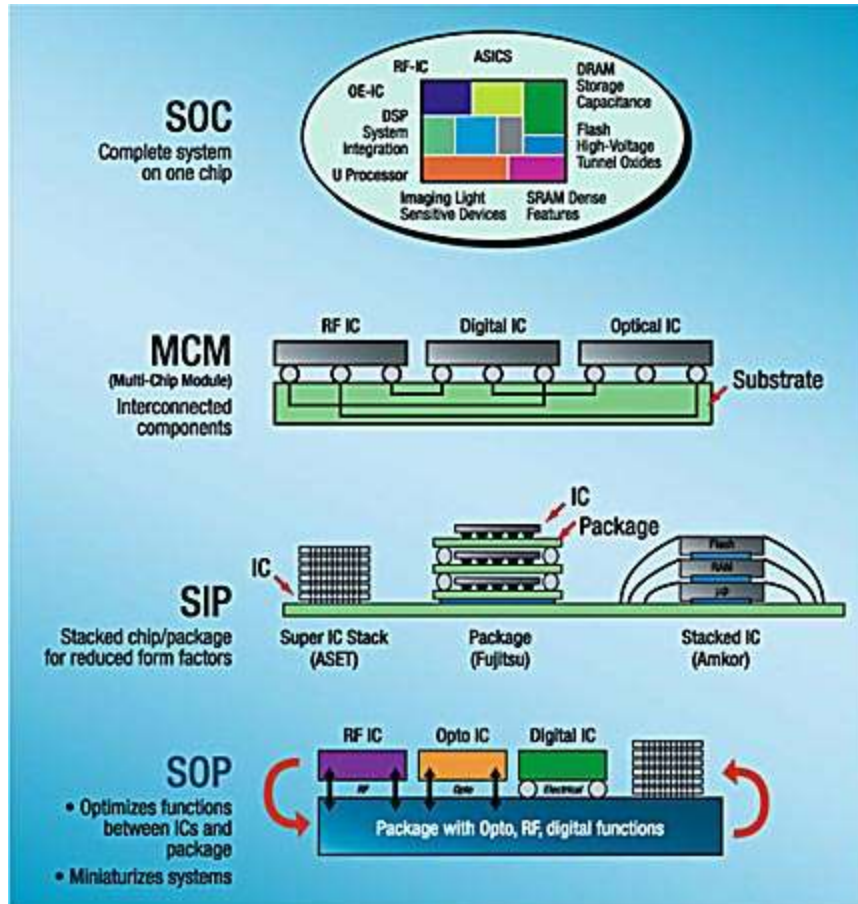 SOC
Complete system
on one chip
RF-IC
ASICS
OE-IC
DSP
System
Integration
U Processor
DRAM
Storage
Capacitance
Flash
High-Voltage
Tunnel Oxides
Imaging Light
Sensitive Devices
SRAM Dense
Features
MCM
(Multi-Chip Module)
Interconnected
components
RF IC
Digital IC
Optical IC
Substrate
SIP
Stacked chip/package
for reduced form factors
IC
IC
Package
Flash
RAM
Super IC Stack
(ASET)
Package
(Fujitsu)
Stacked IC
(Amkor)
SOP
• Optimizes functions
between ICs and
package
• Miniaturizes systems
RF IC
Opto IC
Digital IC
RF
Opto
Electrical
Package with Opto, RF, digital functions